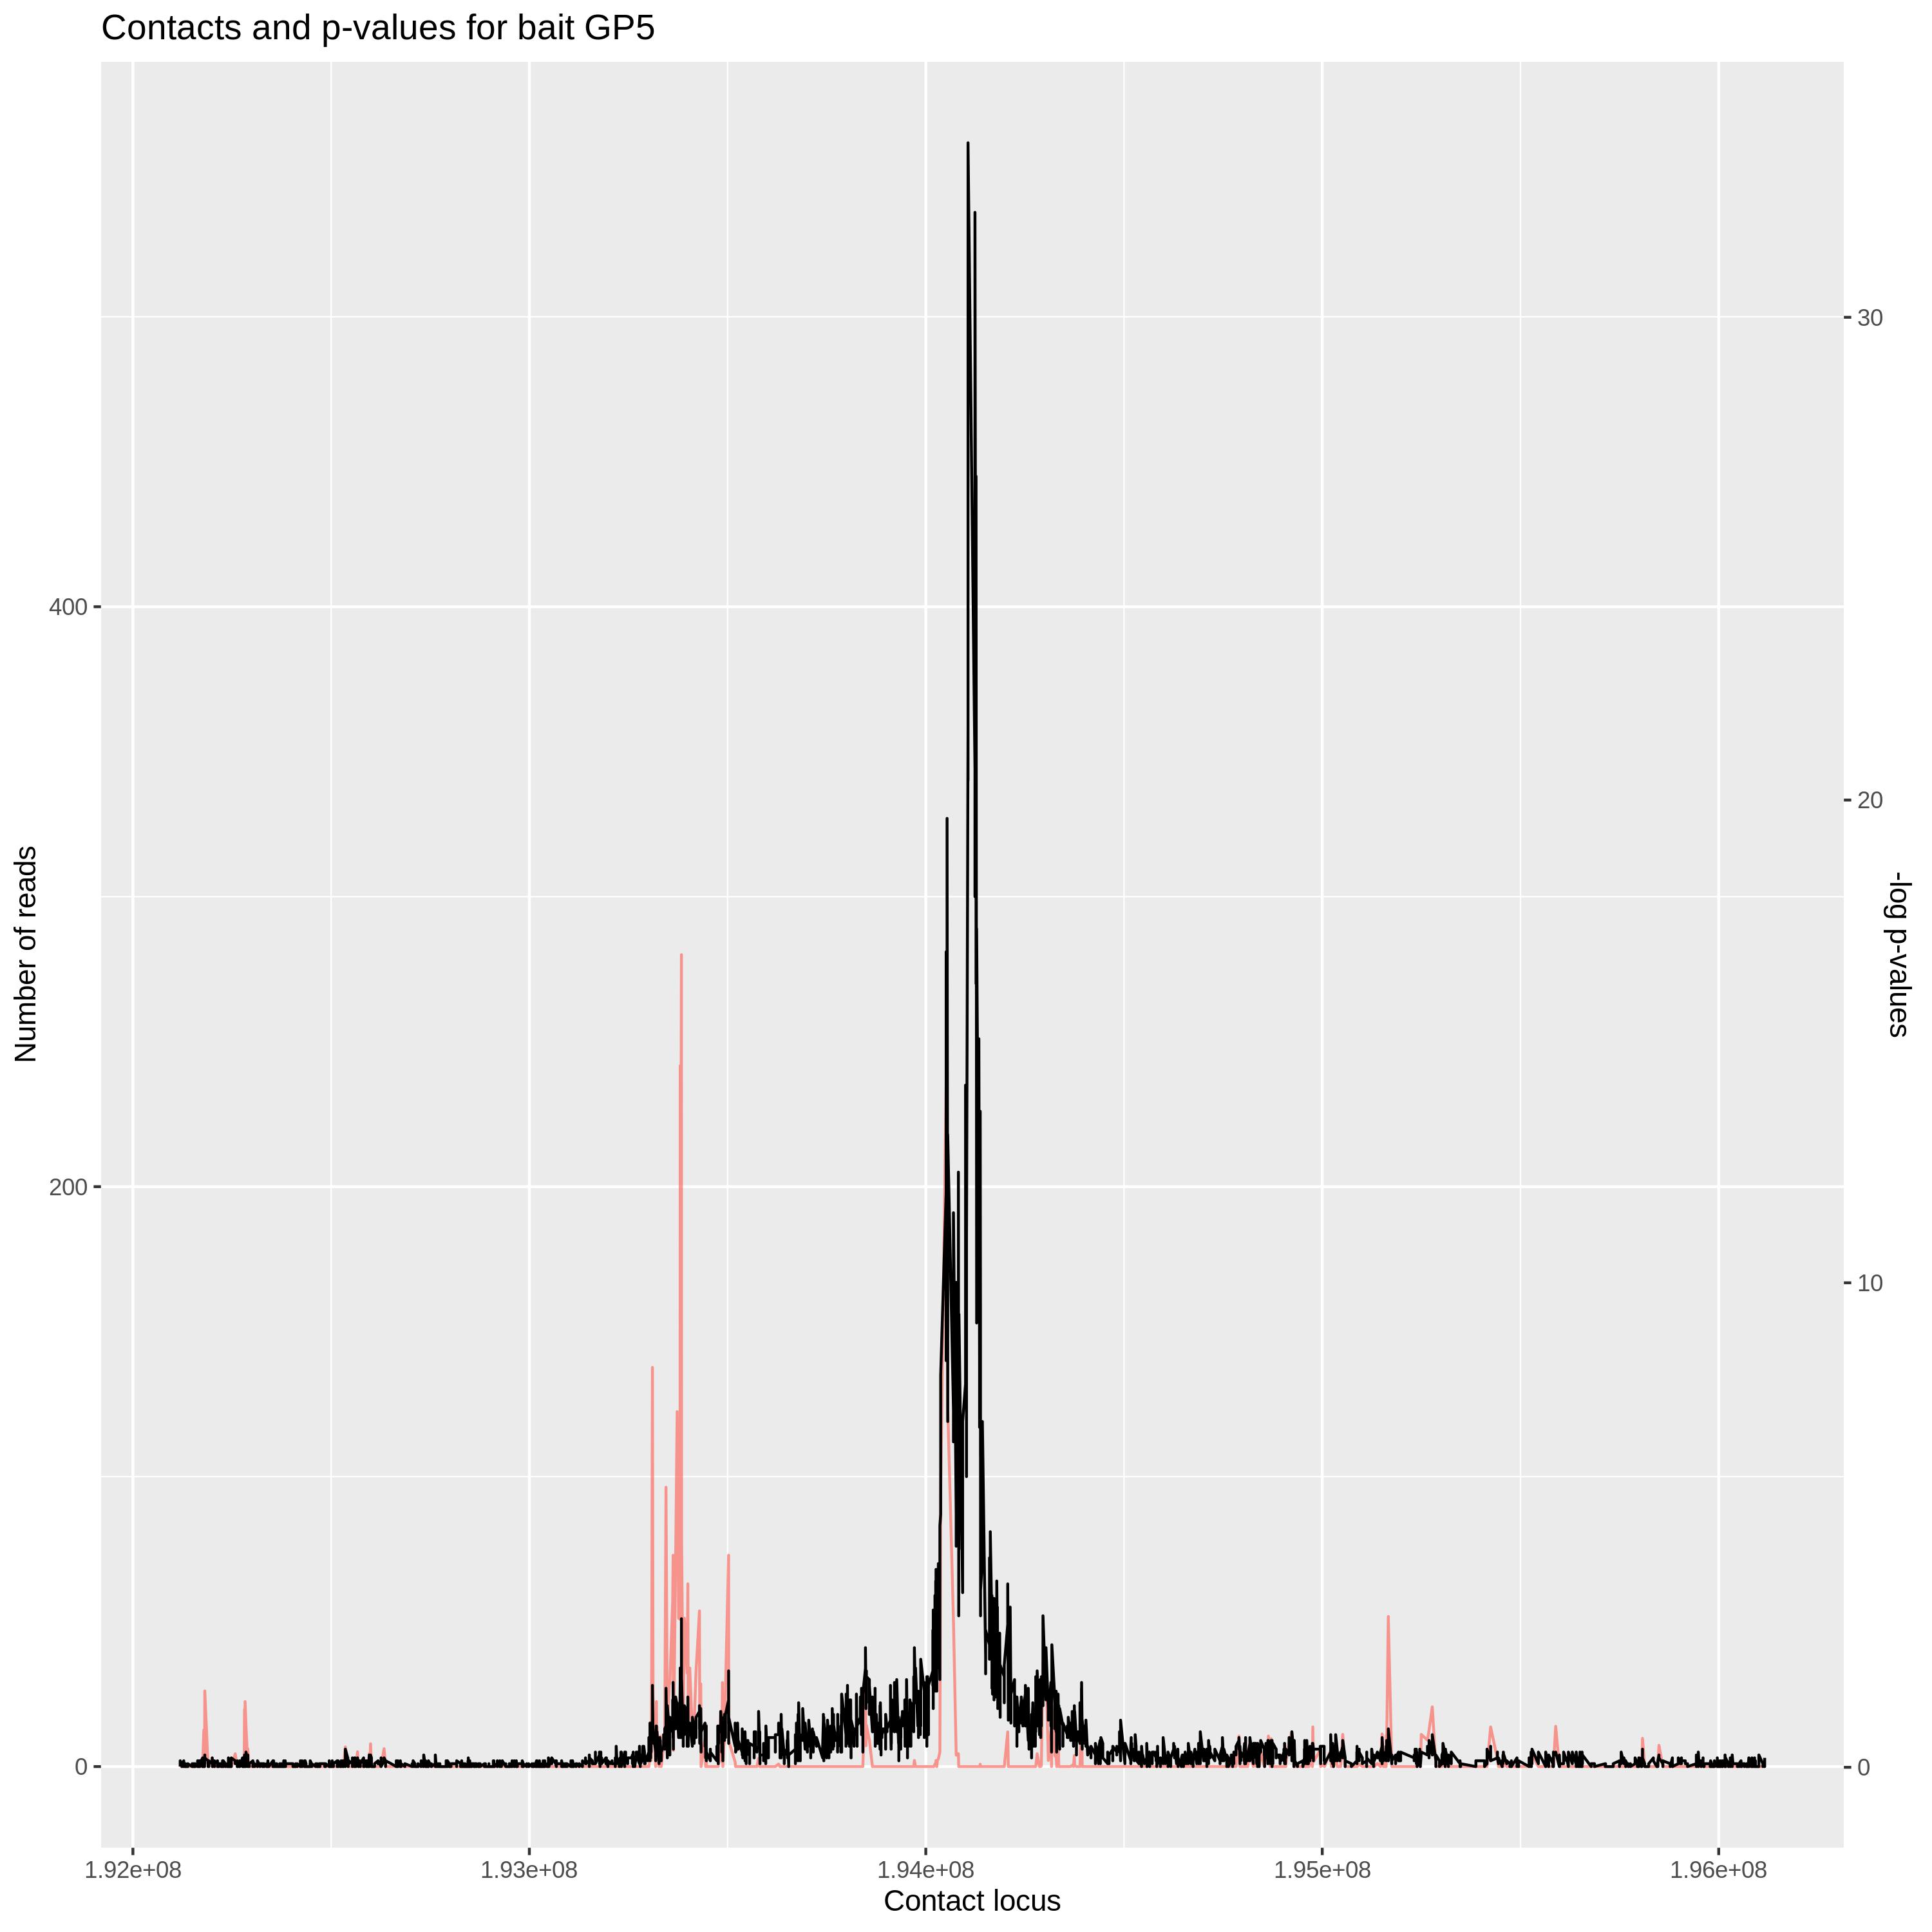 Contacts and p-values for bait GP5
Number of reads
400
200
0
30
20
10
0
-log p-values
1.92e+08 1.93e+08 1.94e+08 1.95e+08 1.96e+08
Contact locus